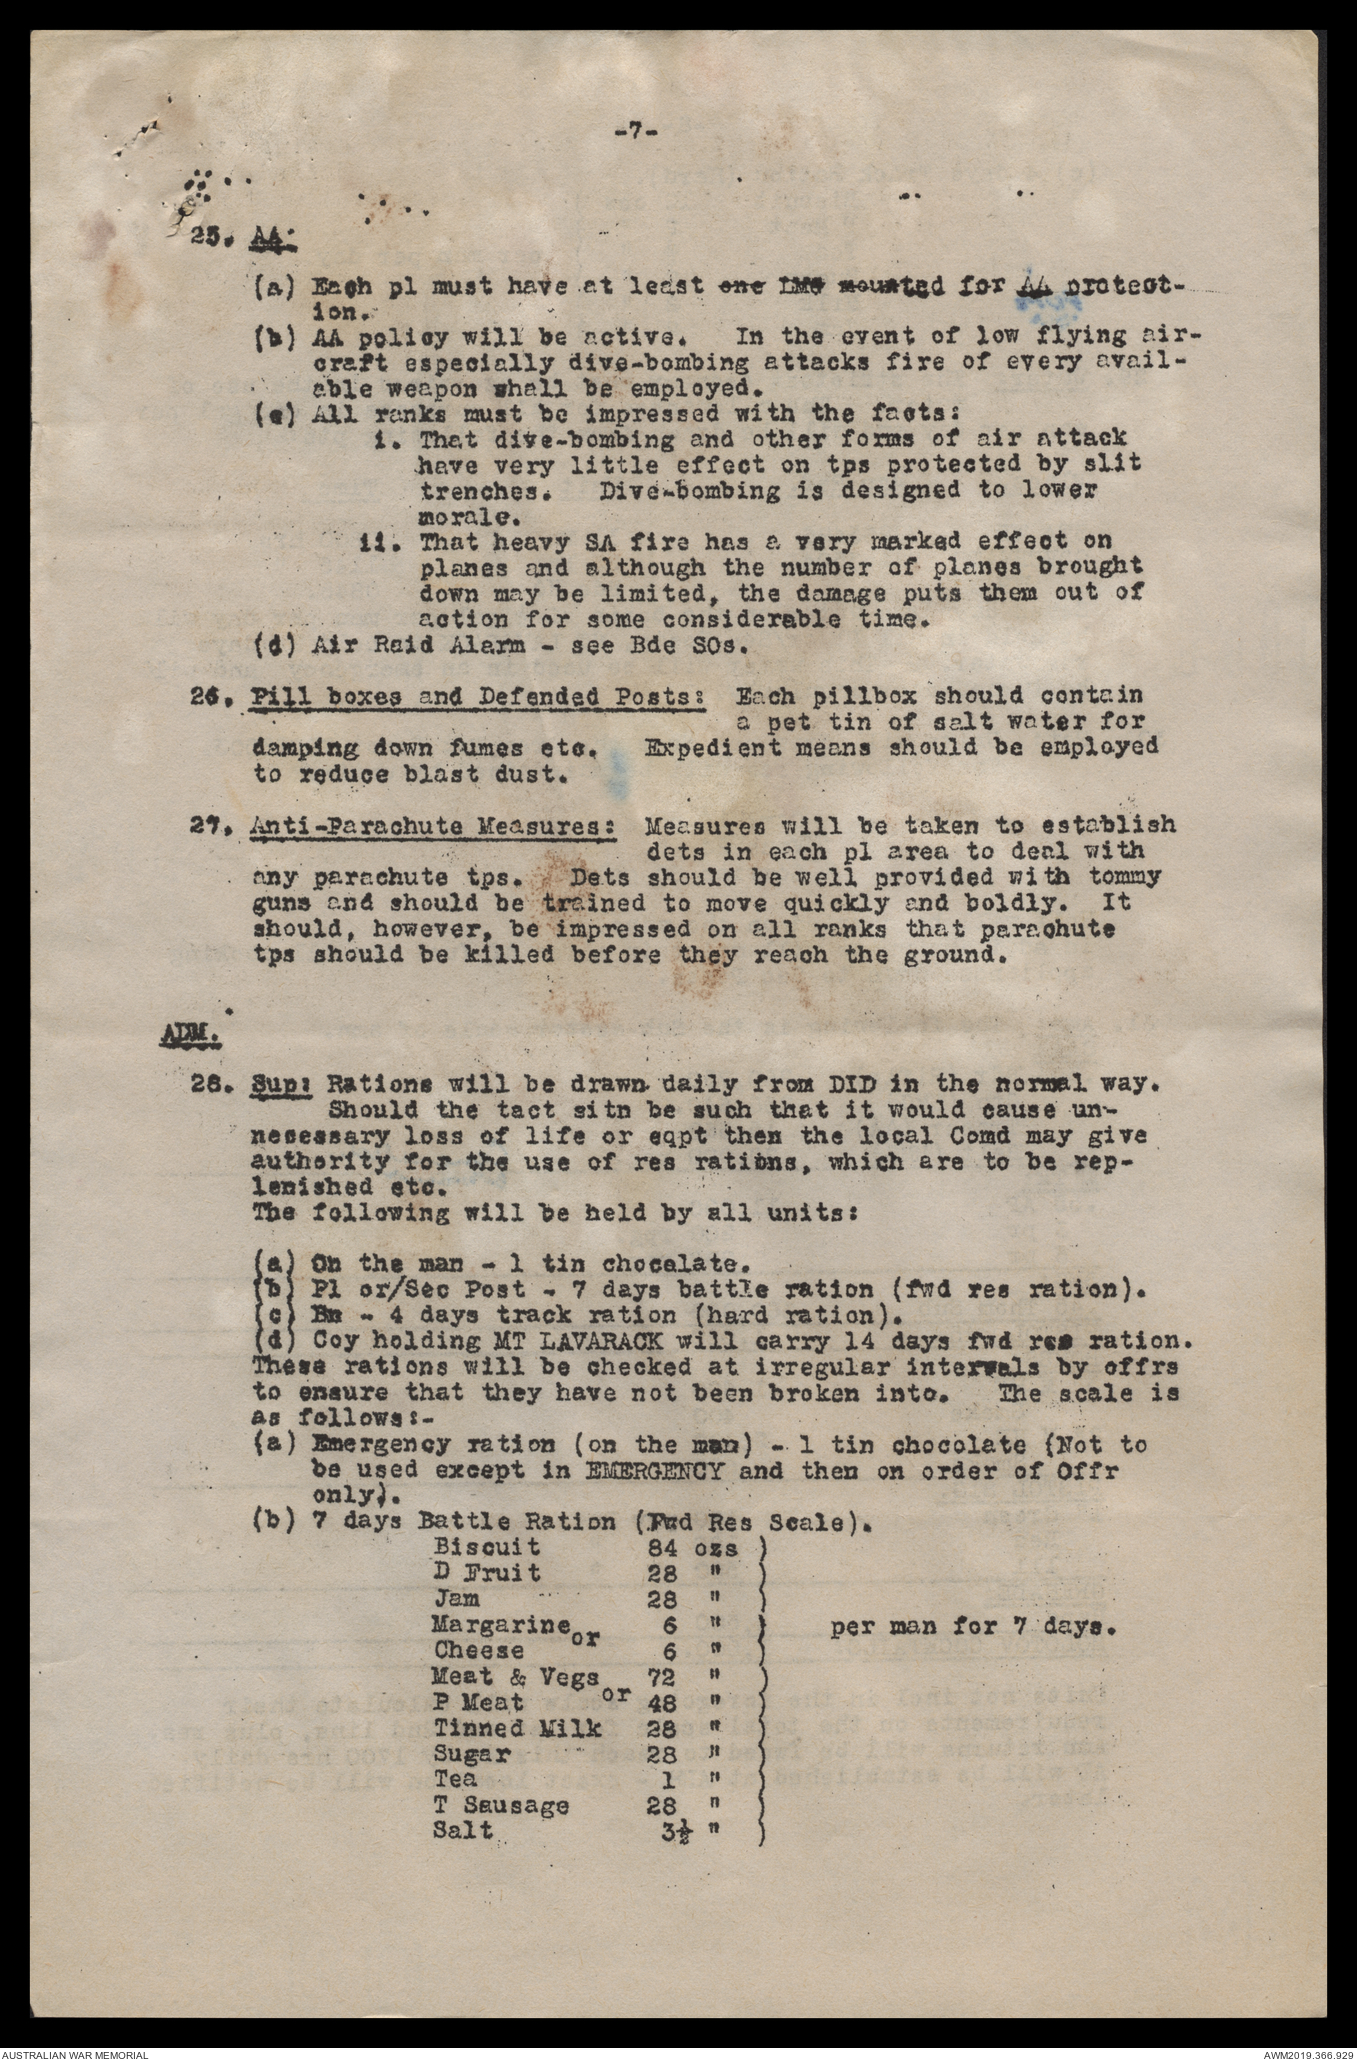 -7-
25. AA:
(a) Each pl must have at least one LMG mounted for AA protect-
ion.
(b) AA policy will be active. In the event of low flying air-
craft especially dive-bombing attacks fire of every avail-
able weapon shall be employed.
(c) All ranks must be impressed with the facts:
i. That dive-bombing and other forms of air attack
have very little effect on tps protected by slit
trenches. Dive-bombing is designed to lower
morale.
ii. That heavy SA fire has a very marked effect on
planes and although the number of planes brought
down may be limited, the damage puts them out of
action for some considerable time.
(d) Air Raid Alarm - see Bde SOs.
26. Pill boxes and Defended Posts: Each pillbox should contain
a pet tin of salt water for
damping down fumes etc. Expedient means should be employed
to reduce blast dust.
27. Anti-Parachute Measures: Measures will be taken to establish
dets in each pl area to deal with
any parachute tps. Dets should be well provided with tommy
guns and should be trained to move quickly and boldly. It
should, however, be impressed on all ranks that parachute
tps should be killed before they reach the ground.
ADM.
28. Sup: Rations will be drawn daily from DID in the normal way.
Should the tact sitn be such that it would cause un-
necessary loss of life or eqpt then the local Comd may give
authority for the use of res rations, which are to be rep-
lenished etc.
The following will be held by all units:
(a) On the man - 1 tin chocalate.
(b) Pl or/Sec Post - 7 days battle ration (fwd res ration).
(c) Bn - 4 days track ration (hard ration).
(d) Coy holding MT LAVARACK will carry 14 days fwd res ration.
These rations will be checked at irregular intervals by offrs
to ensure that they have not been broken into. The scale is
as follows:-
(a) Emergency ration (on the man) - 1 tin chocolate (Not to
be used except in EMERGENCY and then on order of Offr
only).
(b) 7 days Battle Ration (Fwd Res Scale).
Biscuit 84 ozs )
D Fruit 28 " )
Jam 28 " )
Margarine or 6 " ) per man for 7 days.
Cheese 6 " )
Meat & Vegs or 72 " )
P Meat 48 " )
Tinned Milk 28 " )
Sugar 28 " )
Tea 1 " )
T Sausage 28 " )
Salt 3½ " )
AUSTRALIAN WAR MEMORIAL AWM2019.366.929